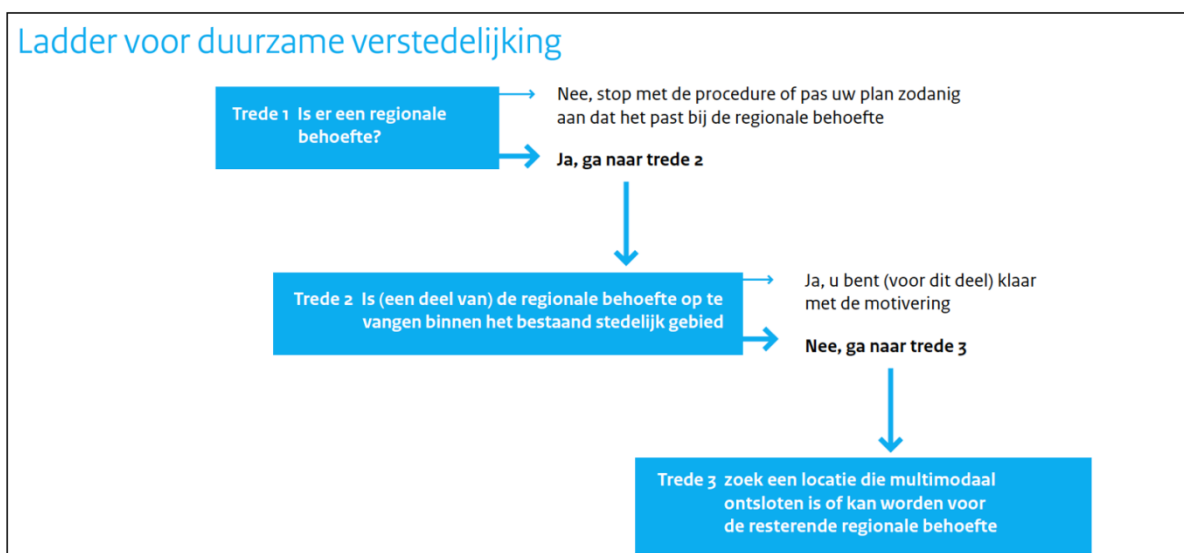 Ladder voor duurzame verstedelijking
Trede 1 Is er een regionale
behoefte?
Nee, stop met de procedure of pas uw plan zodanig
aan dat het past bij de regionale behoefte
Ja, ga naar trede 2
Trede 2 Is (een deel van) de regionale behoefte op te
vangen binnen het bestaand stedelijk gebied
Ja, u bent (voor dit deel) klaar
met de motivering
Nee, ga naar trede 3
Trede 3 zoek een locatie die multimodaal
ontsloten is of kan worden voor
de resterende regionale behoefte